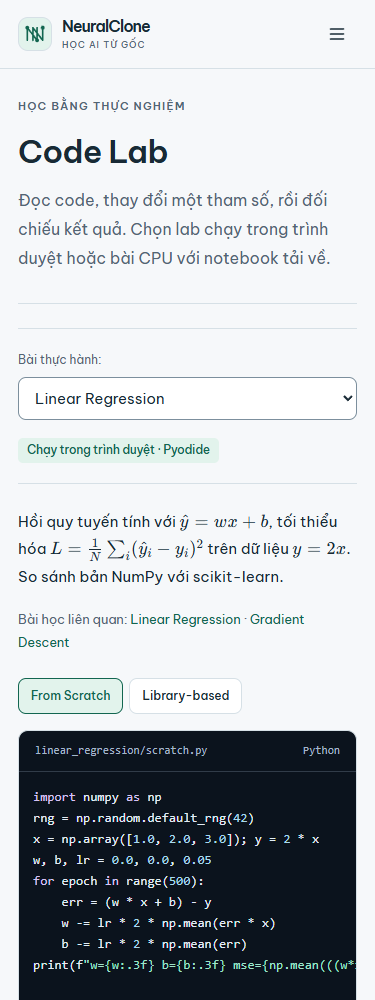 NeuralClone
HỌC AI TỪ GỐC
HỌC BẰNG THỰC NGHIỆM
Code Lab
Đọc code, thay đổi một tham số, rồi đối
chiếu kết quả. Chọn lab chạy trong trình
duyệt hoặc bài CPU với notebook tải về.
Bài thực hành:
Linear Regression
Chạy trong trình duyệt · Pyodide
Hồi quy tuyến tính với ŷ = wx + b, tối thiểu
hóa L = 1/N ∑_i(ŷ_i − y_i)² trên dữ liệu y = 2x.
So sánh bản NumPy với scikit-learn.
Bài học liên quan: Linear Regression · Gradient
Descent
From Scratch Library-based
linear_regression/scratch.py Python
import numpy as np
rng = np.random.default_rng(42)
x = np.array([1.0, 2.0, 3.0]); y = 2 * x
w, b, lr = 0.0, 0.0, 0.05
for epoch in range(500):
    err = (w * x + b) - y
    w -= lr * 2 * np.mean(err * x)
    b -= lr * 2 * np.mean(err)
print(f"w={w:.3f} b={b:.3f} mse={np.mean(((w*